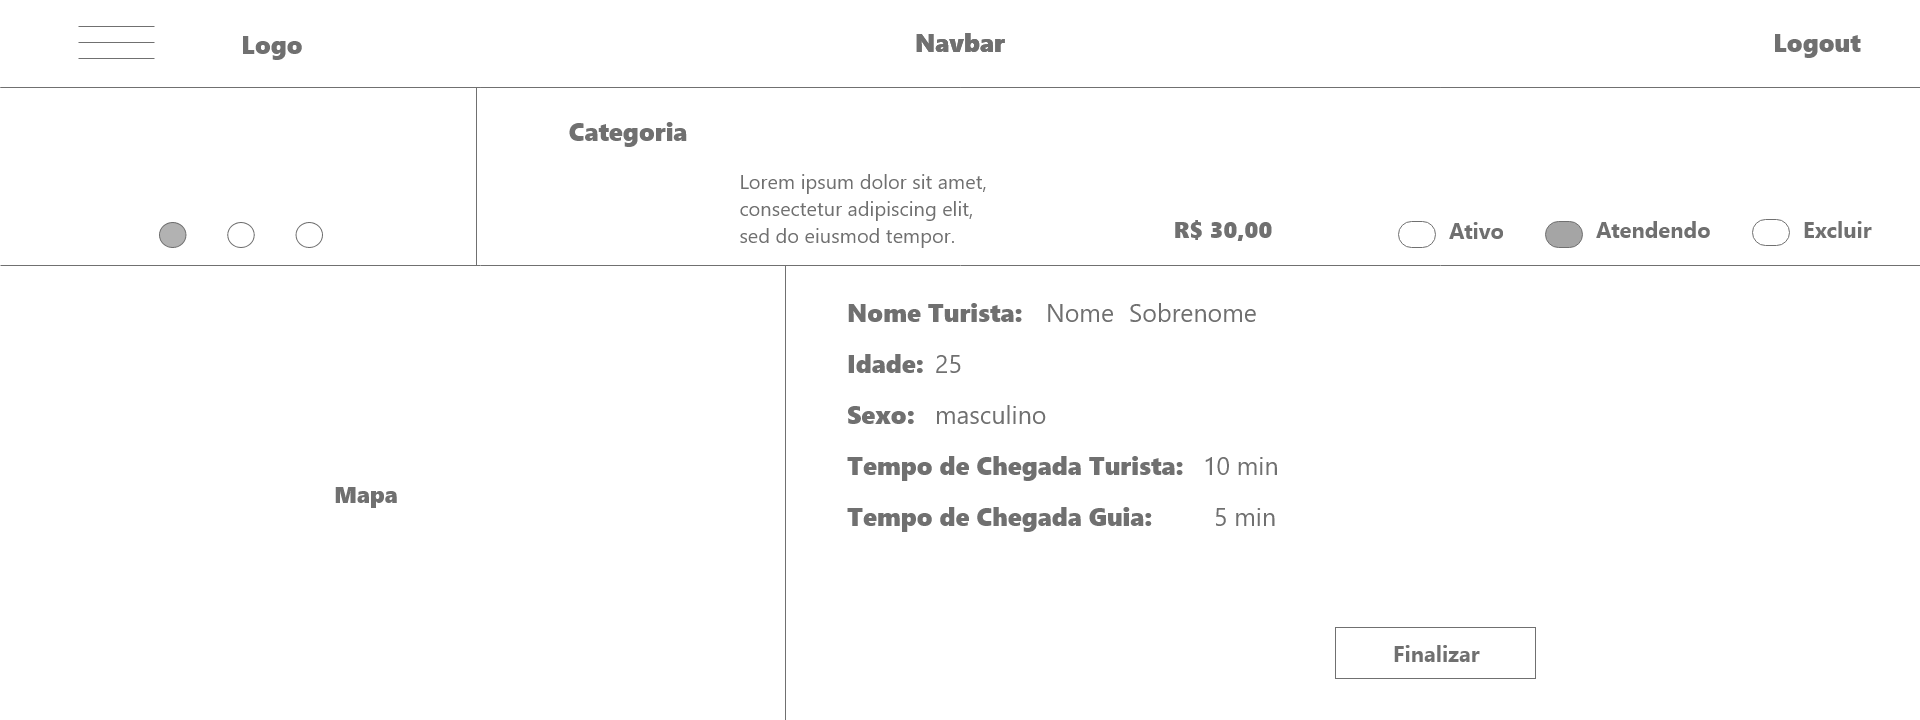 Logo
Navbar
Logout
Categoria
Lorem ipsum dolor sit amet,
consectetur adipiscing elit,
sed do eiusmod tempor.
R$ 30,00
Ativo
Atendendo
Excluir
Mapa
Nome Turista: Nome Sobrenome
Idade: 25
Sexo: masculino
Tempo de Chegada Turista: 10 min
Tempo de Chegada Guia: 5 min
Finalizar